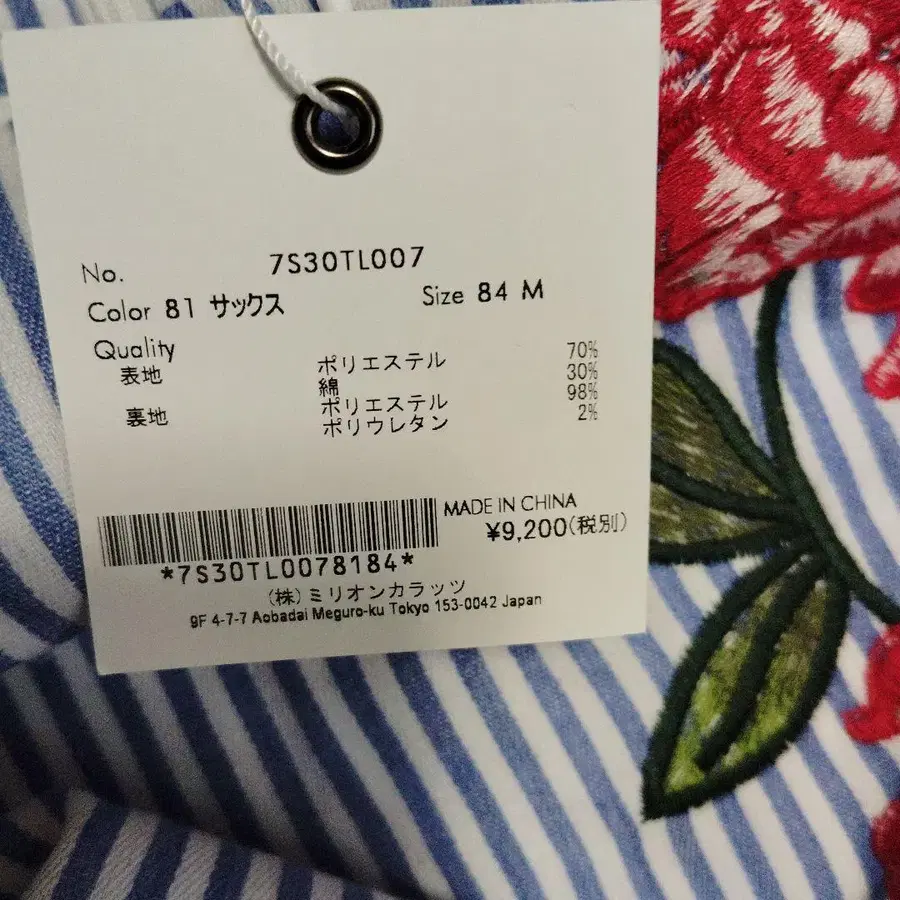 No. 7S30TL007
Color 81 サックス Size 84 M
Quality
表地 ポリエステル 70%
綿 30%
裏地 ポリエステル 98%
ポリウレタン 2%
MADE IN CHINA
¥9,200(税別)
*7S30TL0078184*
(株)ミリオンカラッツ
9F 4-7-7 Aobadai Meguro-ku Tokyo 153-0042 Japan